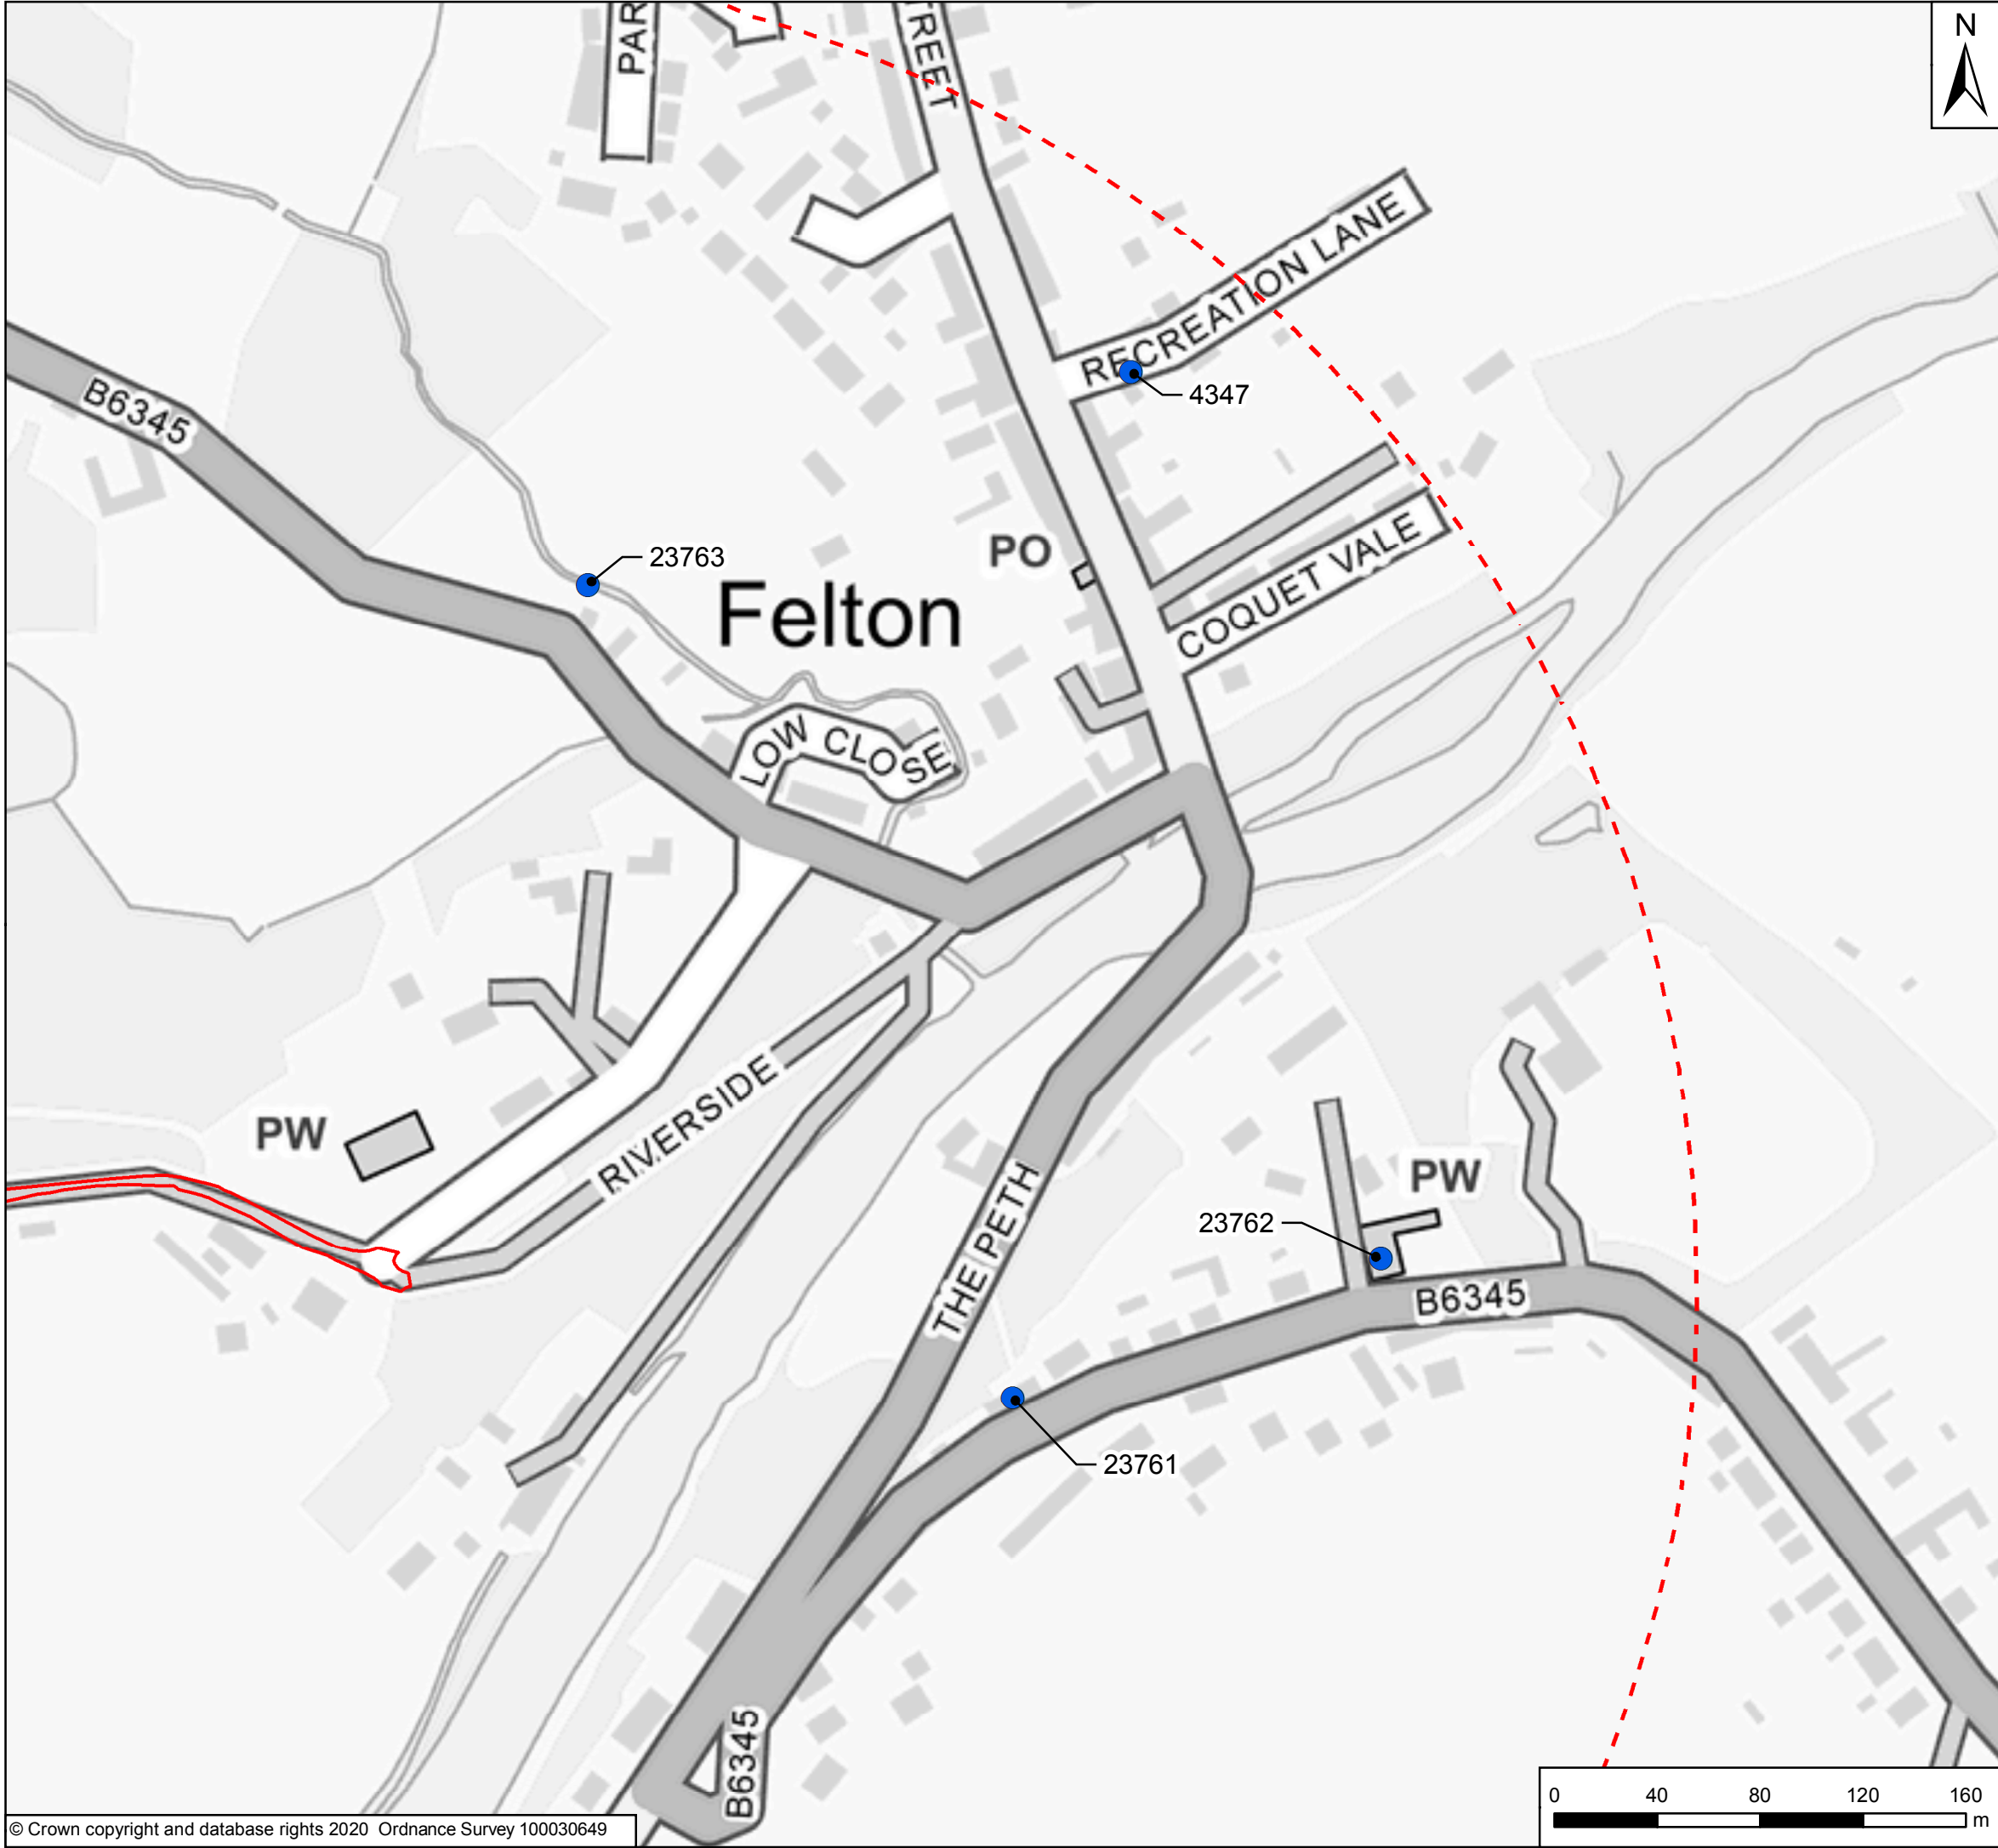 N
PAR
TREET
RECREATION LANE
4347
B6345
PO
23763
Felton
COQUET VALE
LOW CLOSE
PW
RIVERSIDE
THE PETH
PW
23762
B6345
23761
B6345
0 40 80 120 160
m
© Crown copyright and database rights 2020 Ordnance Survey 100030649